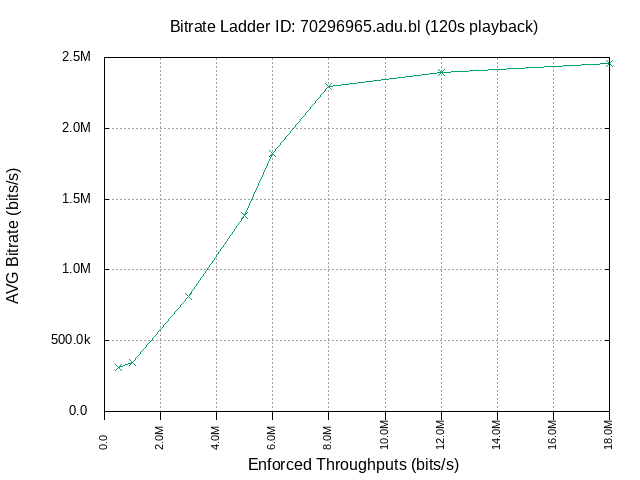 Bitrate Ladder ID: 70296965.adu.bl (120s playback)
2.5M
2.0M
1.5M
1.0M
500.0k
0.0
AVG Bitrate (bits/s)
0.0
2.0M
4.0M
6.0M
8.0M
10.0M
12.0M
14.0M
16.0M
18.0M
Enforced Throughputs (bits/s)